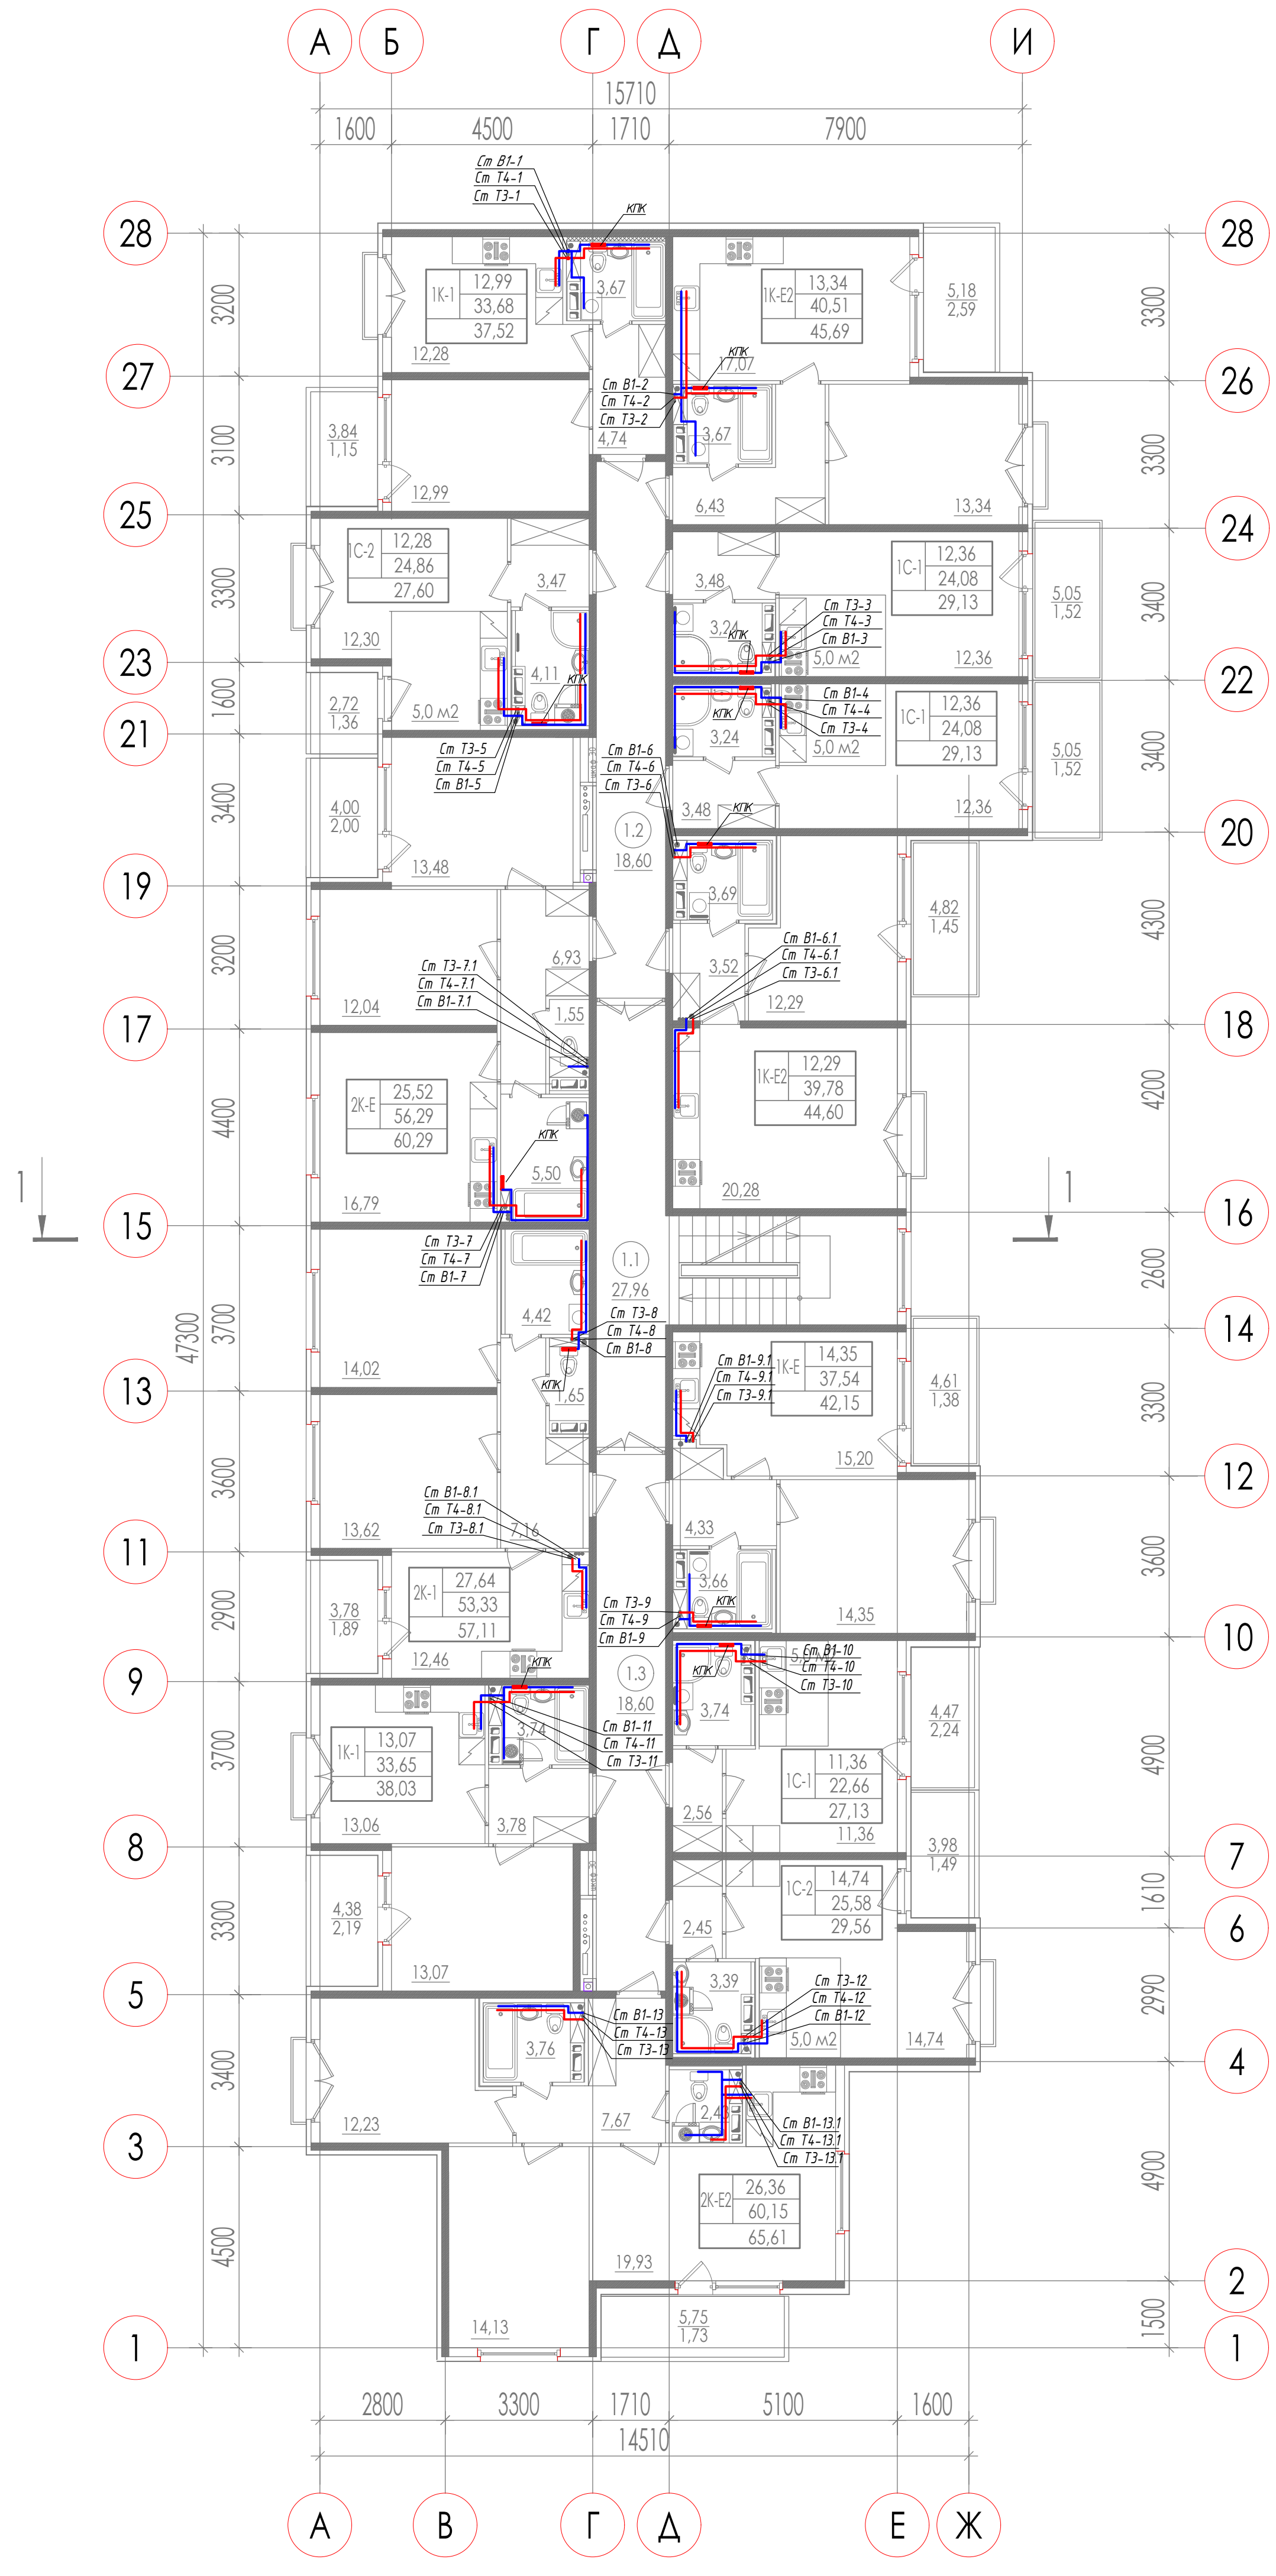 А Б Г Д И
15710
1600 4500 1710 7900
Ст В1-1
Ст Т4-1
Ст Т3-1
КПК
28 28
1К-1 12,99
33,68
37,52
3,67
12,28
1К-Е2 13,34
40,51
45,69
5,18
2,59
3200 3300
КПК
17,07
27 26
Ст В1-2
Ст Т4-2
Ст Т3-2
4,74
3,67
3,84
1,15
3100 3300
12,99
6,43
13,34
25 24
1С-2 12,28
24,86
27,60
3,47
12,30
3,48
1С-1 12,36
24,08
29,13
5,05
1,52
3300 3400
3,24
КПК
Ст Т3-3
Ст Т4-3
Ст В1-3
5,0 м2
12,36
23 22
4,11
КПК
2,72
1,36
5,0 м2
1600
КПК
3,24
Ст В1-4
Ст Т4-4
Ст Т3-4
5,0 м2
1С-1 12,36
24,08
29,13
5,05
1,52
21
Ст Т3-5
Ст Т4-5
Ст В1-5
Ст В1-6
Ст Т4-6
Ст Т3-6
3400 3400
4,00
2,00
3,48
КПК
12,36
1.2
18,60
13,48
20
19
3,69
4,82
1,45
3200 4300
6,93
3,52
Ст В1-6.1
Ст Т4-6.1
Ст Т3-6.1
12,29
Ст Т3-7.1
Ст Т4-7.1
Ст В1-7.1
12,04
1,55
17 18
2К-Е 25,52
56,29
60,29
1К-Е2 12,29
39,78
44,60
4400 4200
КПК
5,50
16,79
20,28
1 1
15 16
Ст Т3-7
Ст Т4-7
Ст В1-7
1.1
27,96
47300
3700 2600
4,42
Ст Т3-8
Ст Т4-8
Ст В1-8
14,02
КПК
1,65
14
13
1К-Е 14,35
37,54
42,15
Ст В1-9.1
Ст Т4-9.1
Ст Т3-9.1
4,61
1,38
3300
15,20
3600
12
Ст В1-8.1
Ст Т4-8.1
Ст Т3-8.1
13,62
7,16
4,33
11
3600
2К-1 27,64
53,33
57,11
3,78
1,89
2900
12,46
3,66
Ст Т3-9
Ст Т4-9
Ст В1-9
КПК
14,35
10
9
КПК
1.3
18,60
КПК
Ст В1-10
Ст Т4-10
Ст Т3-10
3,74
3,74
4,47
2,24
1К-1 13,07
33,65
38,03
Ст В1-11
Ст Т4-11
Ст Т3-11
3700 4900
1С-1 11,36
22,66
27,13
13,06
3,78
2,56
11,36
8 7
3,98
1,49
1С-2 14,74
25,58
29,56
4,38
2,19
3300 1610
2,45
6
13,07
5
3,39
Ст Т3-12
Ст Т4-12
Ст В1-12
5,0 м2
14,74
2990
Ст В1-13
Ст Т4-13
Ст Т3-13
3,76
3400
4
12,23
7,67
Ст В1-13.1
Ст Т4-13.1
Ст Т3-13.1
3
2К-Е2 26,36
60,15
65,61
4900
4500
19,93
2
14,13
5,75
1,73
1500
1 1
2800 3300 1710 5100 1600
14510
А В Г Д Е Ж